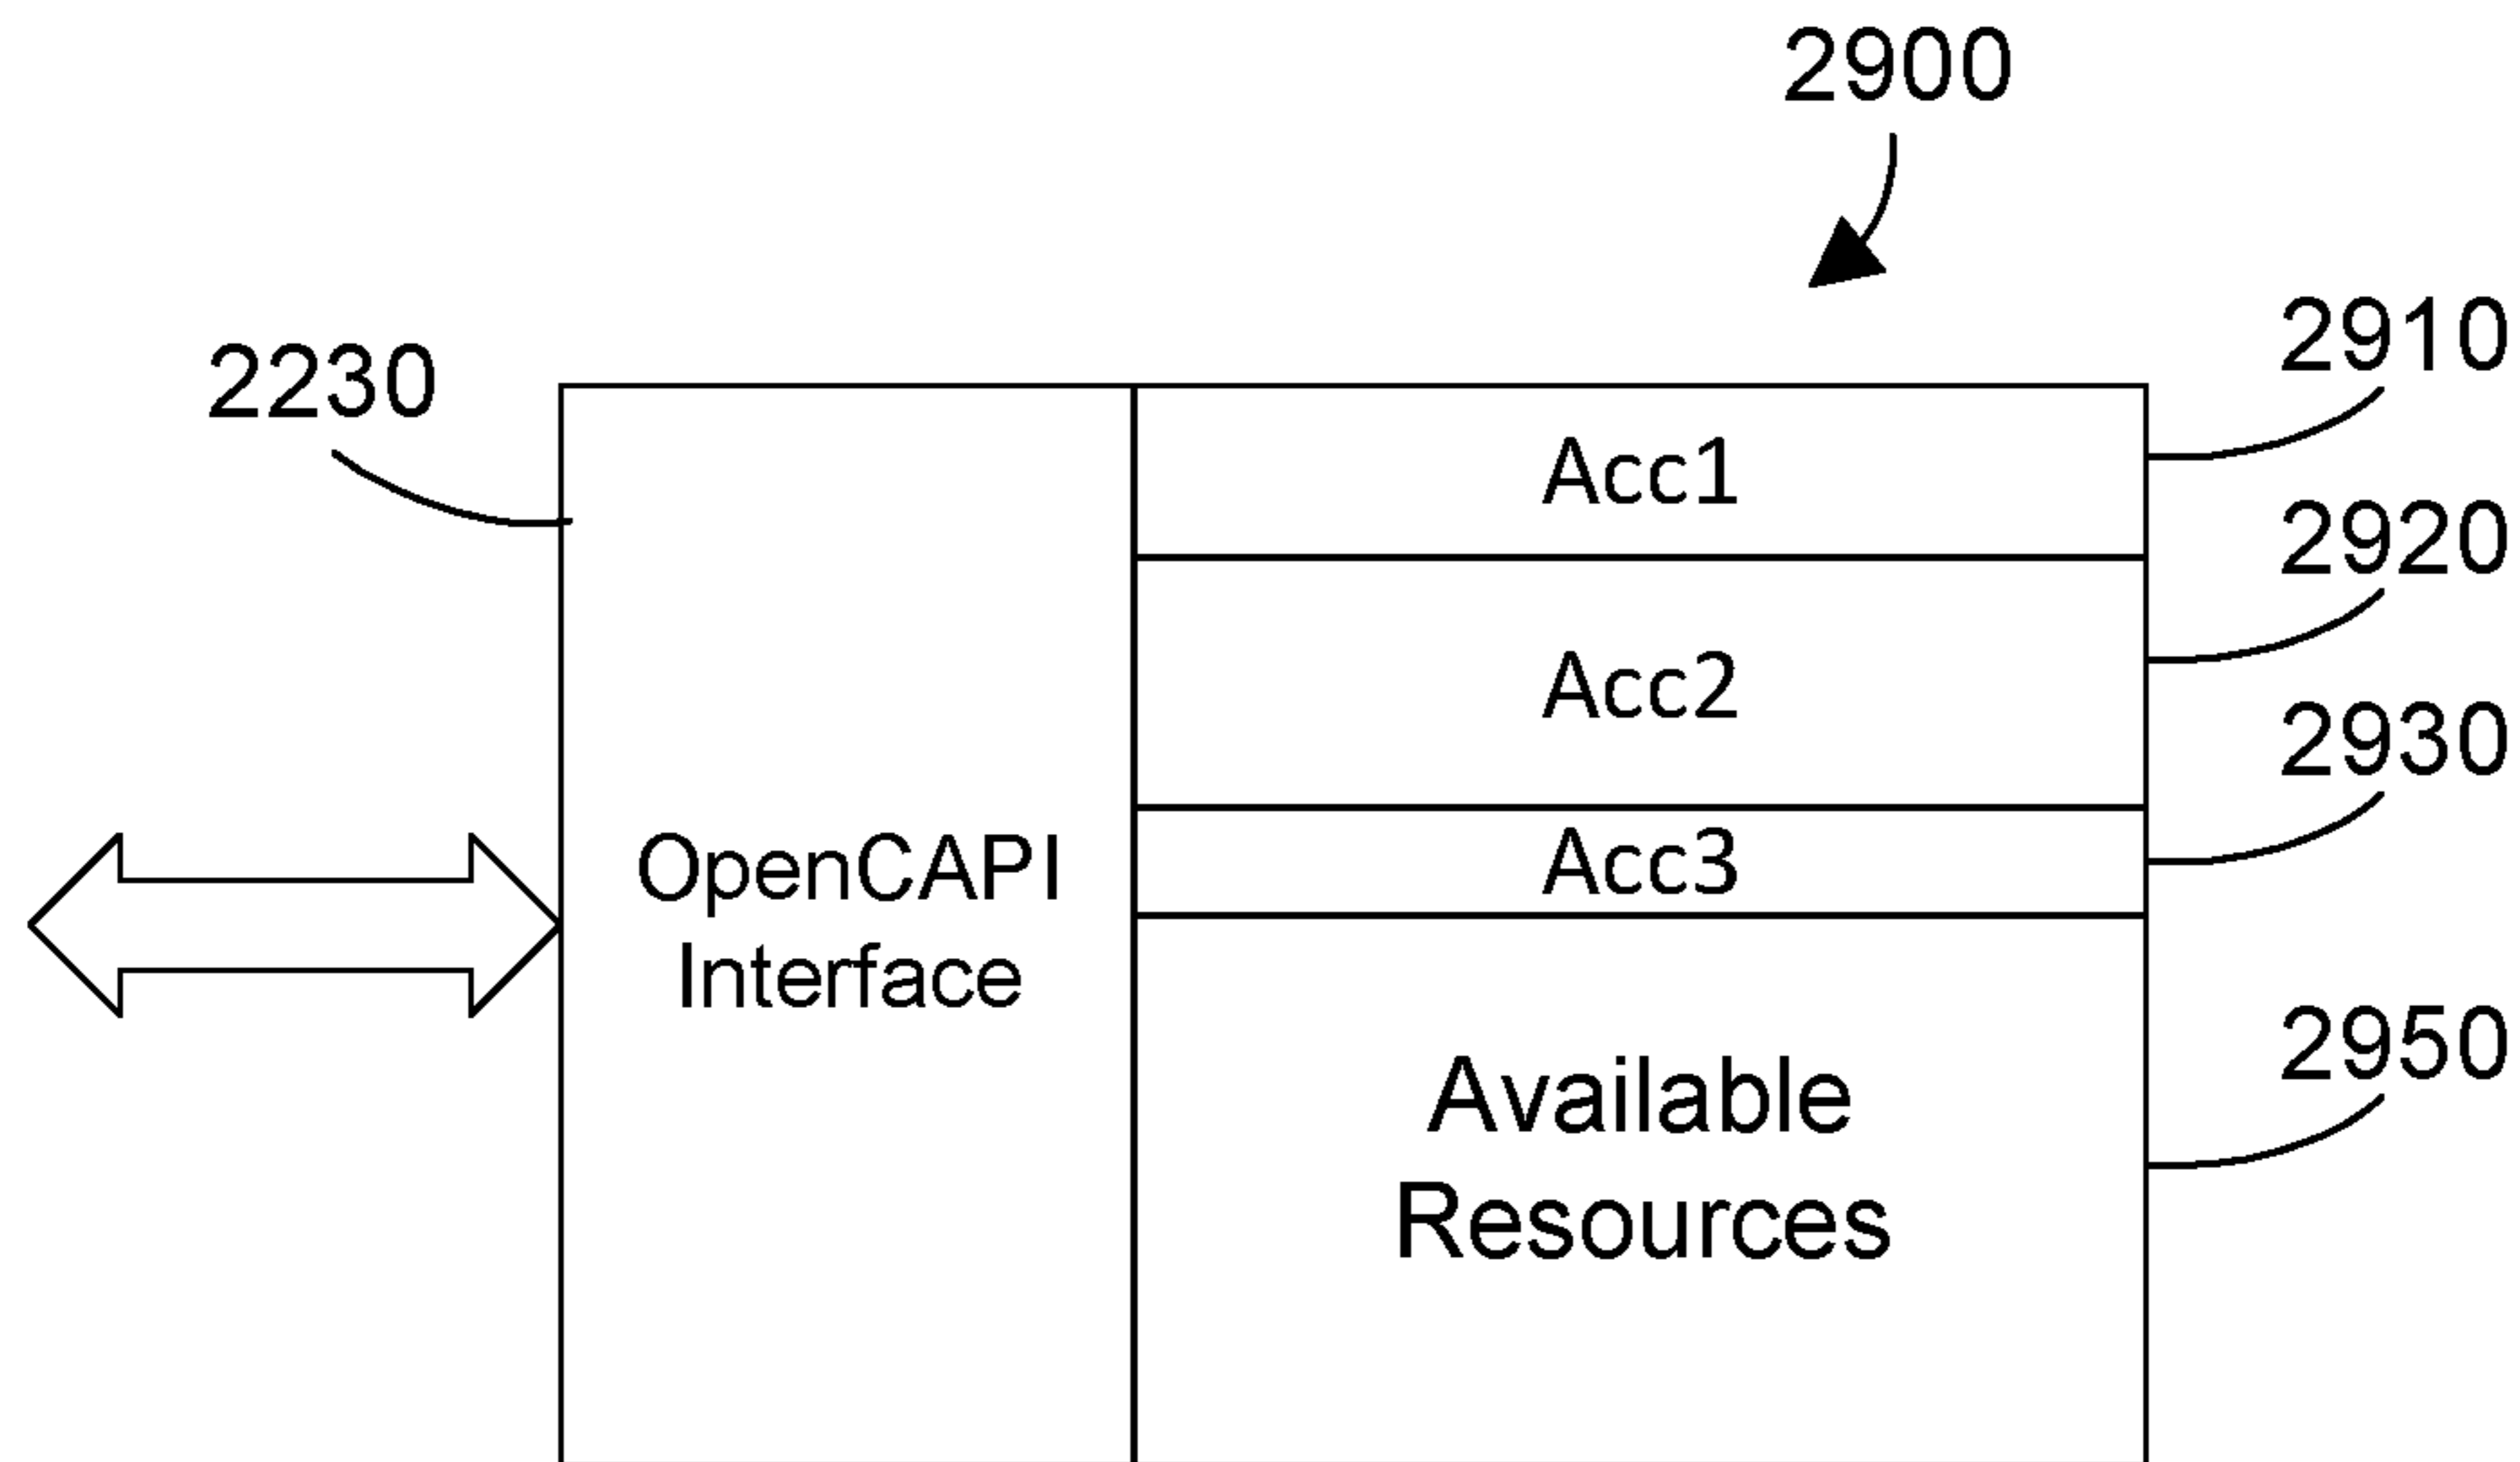 2900
2910
2230
Acc1
2920
Acc2
2930
Acc3
OpenCAPI
Interface
2950
Available
Resources